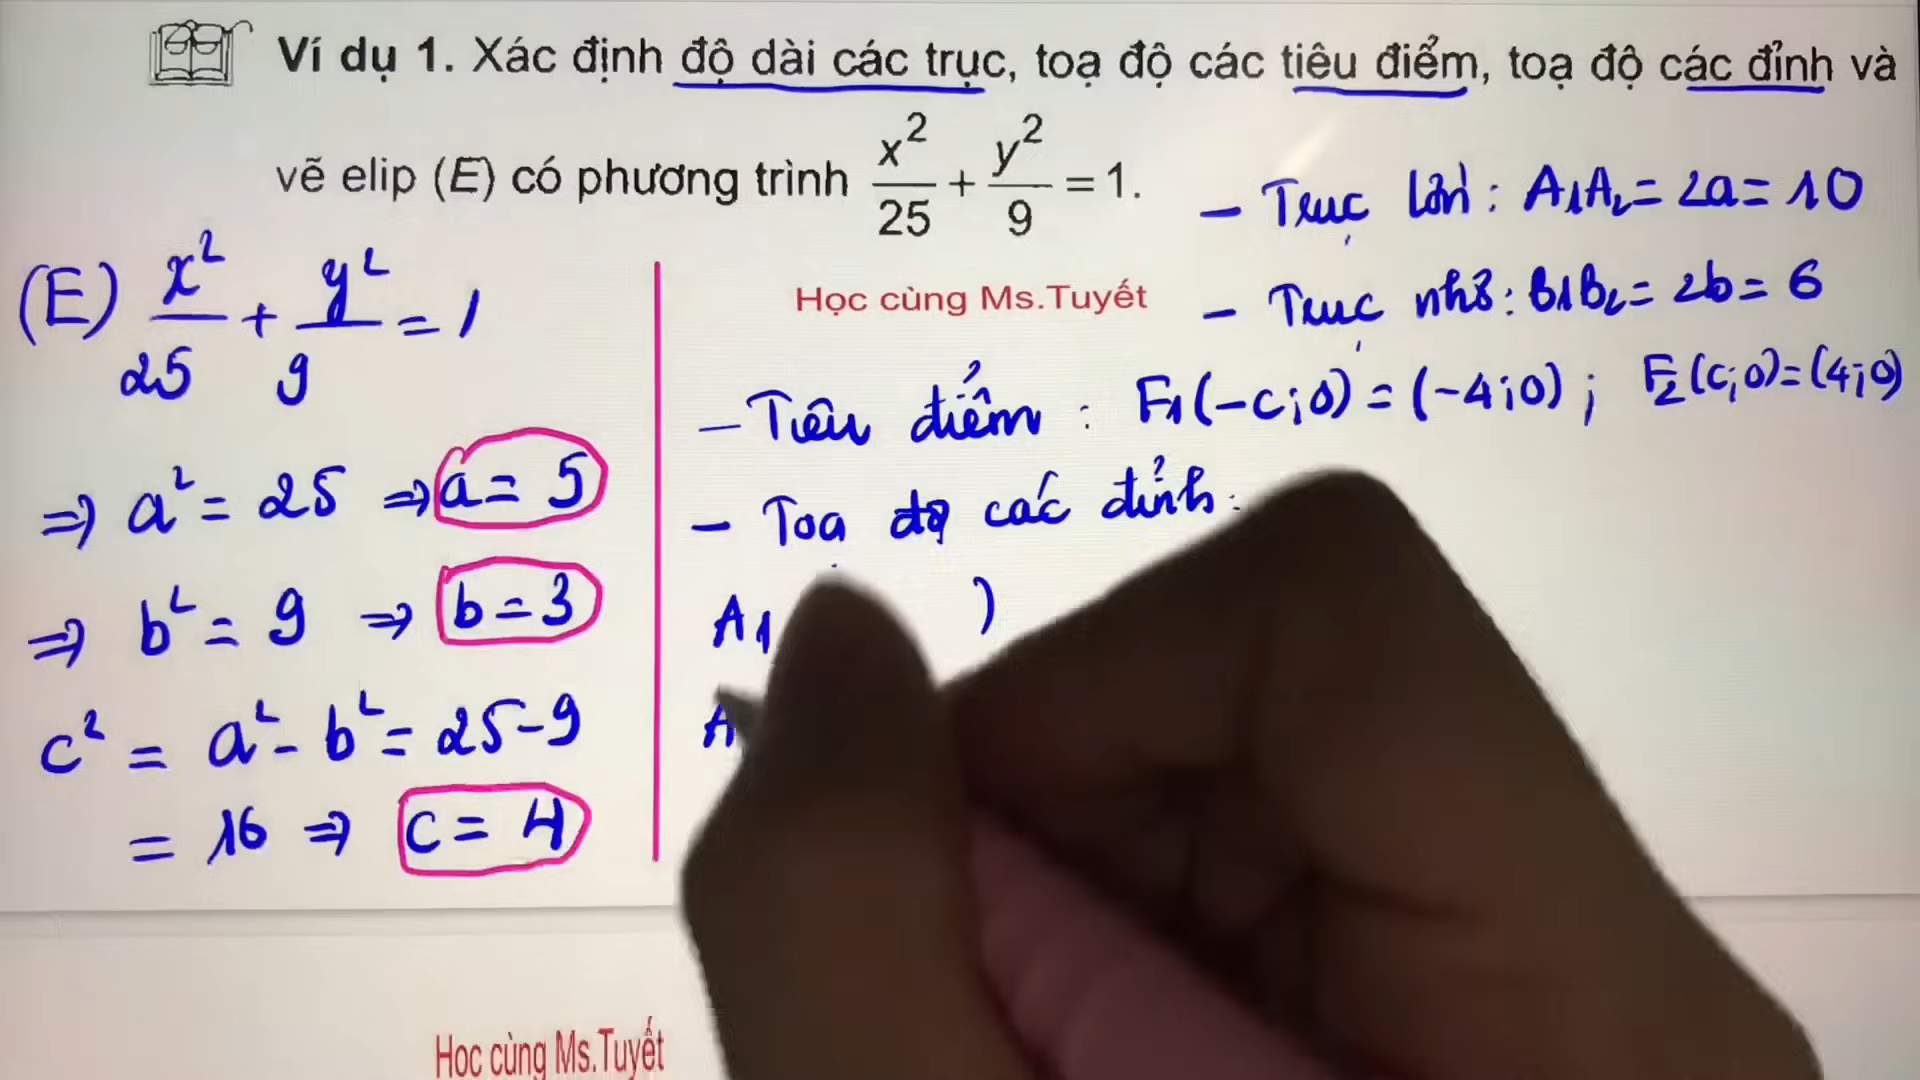 Ví dụ 1. Xác định độ dài các trục, toạ độ các tiêu điểm, toạ độ các đỉnh và
vẽ elip (E) có phương trình x²/25 + y²/9 = 1.
Học cùng Ms.Tuyết
(E) x²/25 + y²/9 = 1
⇒ a² = 25 ⇒ a = 5
⇒ b² = 9 ⇒ b = 3
c² = a² - b² = 25 - 9
= 16 ⇒ c = 4
- Trục lớn: A₁A₂ = 2a = 10
- Trục nhỏ: B₁B₂ = 2b = 6
- Tiêu điểm: F₁(-c;0) = (-4;0); F₂(c;0) = (4;0)
- Toạ độ các đỉnh:
A₁ )
A
Học cùng Ms.Tuyết